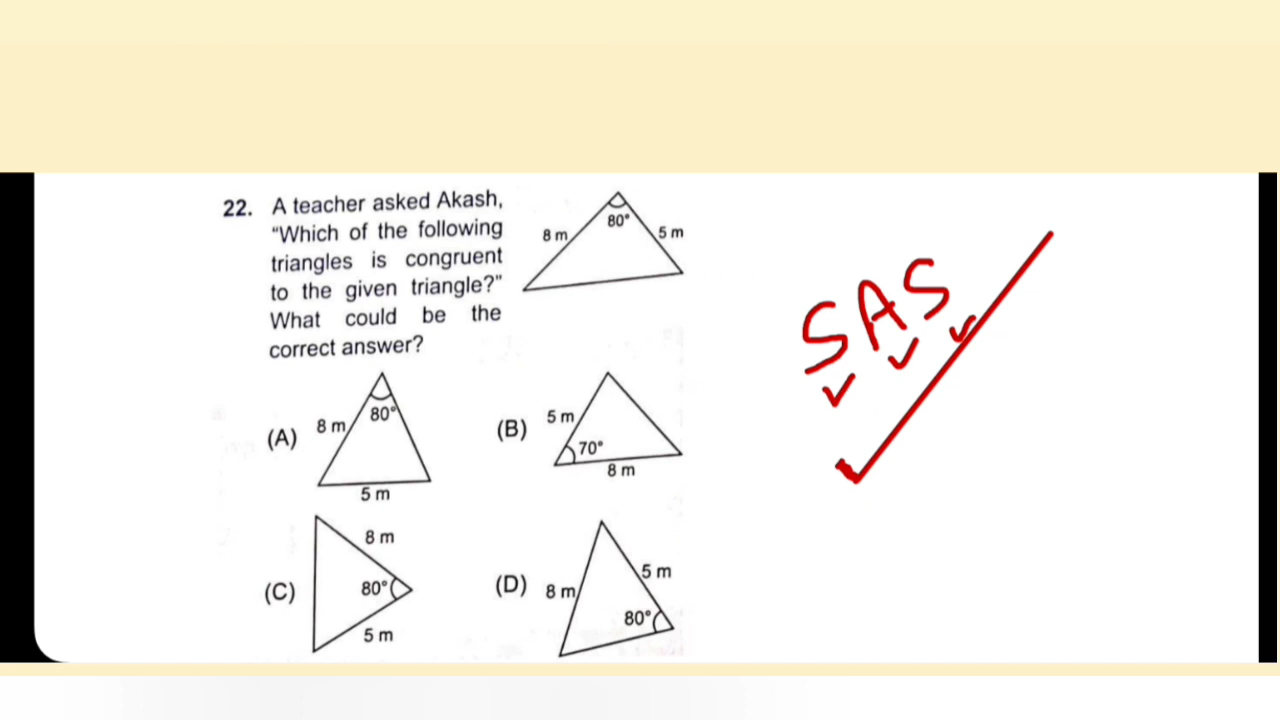 22. A teacher asked Akash,
"Which of the following
triangles is congruent
to the given triangle?"
What could be the
correct answer?
8 m 80° 5 m
(A) 8 m 80° 5 m
(B) 5 m 70° 8 m
(C) 8 m 80° 5 m
(D) 8 m 5 m 80°
SAS